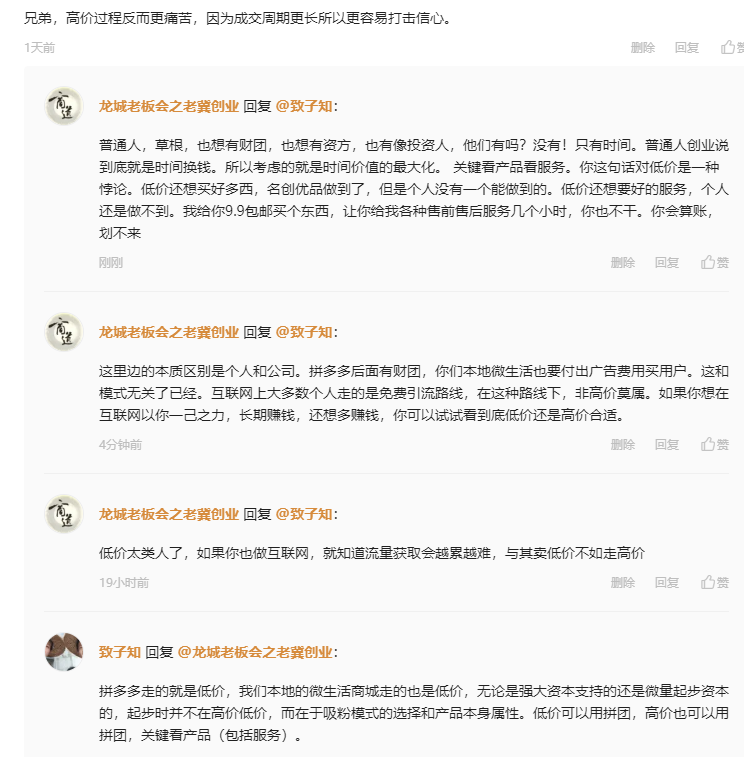 兄弟，高价过程反而更痛苦，因为成交周期更长所以更容易打击信心。
1天前 删除 回复
龙城老板会之老冀创业 回复 @致子知:
普通人，草根，也想有财团，也想有资方，也有像投资人，他们有吗？没有！只有时间。普通人创业说
到底就是时间换钱。所以考虑的就是时间价值的最大化。 关键看产品看服务。你这句话对低价是一种
悖论。低价还想买好多西，名创优品做到了，但是个人没有一个能做到的。低价还想要好的服务，个人
还是做不到。我给你9.9包邮买个东西，让你给我各种售前售后服务几个小时，你也不干。你会算账，
划不来
刚刚 删除 回复 赞
龙城老板会之老冀创业 回复 @致子知:
这里边的本质区别是个人和公司。拼多多后面有财团，你们本地微生活也要付出广告费用买用户。这和
模式无关了已经。互联网上大多数个人走的是免费引流路线，在这种路线下，非高价莫属。如果你想在
互联网以你一己之力，长期赚钱，还想多赚钱，你可以试试看到底低价还是高价合适。
4分钟前 删除 回复 赞
龙城老板会之老冀创业 回复 @致子知:
低价太类人了，如果你也做互联网，就知道流量获取会越累越难，与其卖低价不如走高价
19小时前 删除 回复 赞
致子知 回复 @龙城老板会之老冀创业:
拼多多走的就是低价，我们本地的微生活商城走的也是低价，无论是强大资本支持的还是微量起步资本
的，起步时并不在高价低价，而在于吸粉模式的选择和产品本身属性。低价可以用拼团，高价也可以用
拼团，关键看产品（包括服务）。